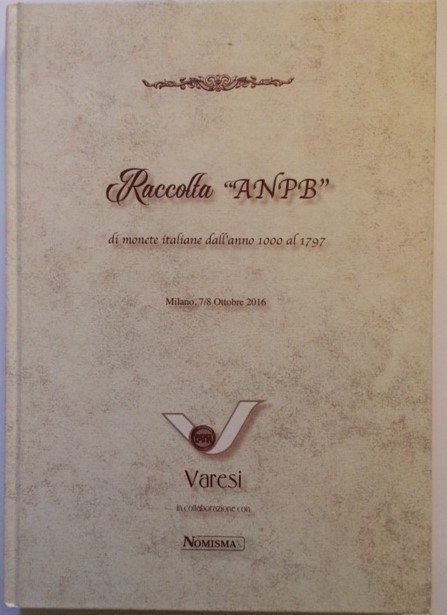 Raccolta “ANPB”
di monete italiane dall'anno 1000 al 1797
Milano, 7/8 Ottobre 2016
Varesi
in collaborazione con
NOMISMA